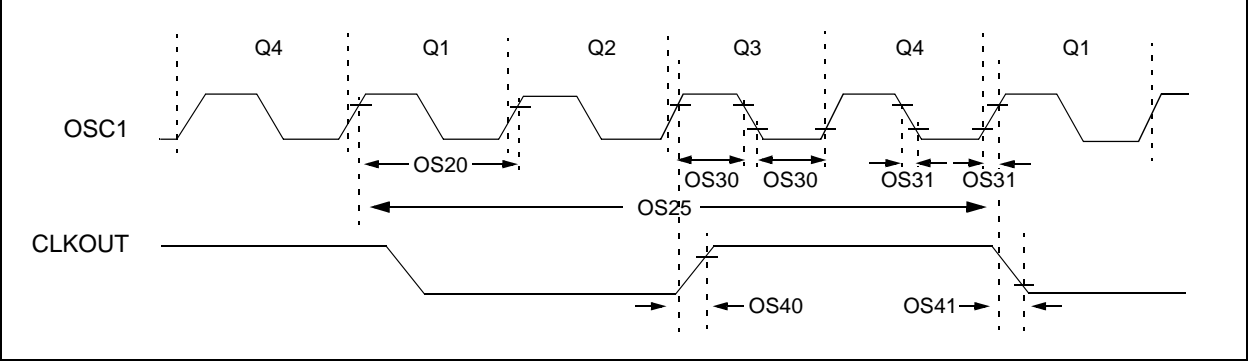 Q4 Q1 Q2 Q3 Q4 Q1
OSC1
OS20
OS30 OS30 OS31 OS31
OS25
CLKOUT
OS40 OS41